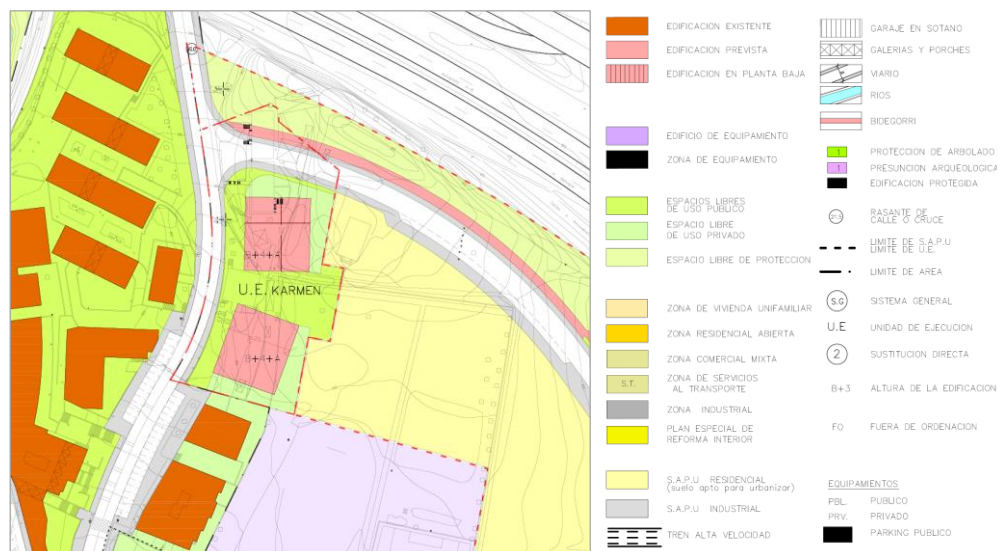 B+4+A
U.E. KARMEN
B+4+A
EDIFICACION EXISTENTE
EDIFICACION PREVISTA
EDIFICACION EN PLANTA BAJA
EDIFICIO DE EQUIPAMIENTO
ZONA DE EQUIPAMIENTO
ESPACIOS LIBRES
DE USO PUBLICO
ESPACIO LIBRE
DE USO PRIVADO
ESPACIO LIBRE DE PROTECCION
ZONA DE VIVIENDA UNIFAMILIAR
ZONA RESIDENCIAL ABIERTA
ZONA COMERCIAL MIXTA
S.T.
ZONA DE SERVICIOS
AL TRANSPORTE
ZONA INDUSTRIAL
PLAN ESPECIAL DE
REFORMA INTERIOR
S.A.P.U RESIDENCIAL
(suelo apto para urbanizar)
S.A.P.U INDUSTRIAL
TREN ALTA VELOCIDAD
GARAJE EN SOTANO
GALERIAS Y PORCHES
VIARIO
RIOS
BIDEGORRI
1 PROTECCION DE ARBOLADO
1 PRESUNCION ARQUEOLOGICA
EDIFICACION PROTEGIDA
RASANTE DE
CALLE O CRUCE
LIMITE DE S.A.P.U
LIMITE DE U.E.
LIMITE DE AREA
S.G SISTEMA GENERAL
U.E UNIDAD DE EJECUCION
2 SUSTITUCION DIRECTA
B+3 ALTURA DE LA EDIFICACION
FO FUERA DE ORDENACION
EQUIPAMIENTOS
PBL. PUBLICO
PRV. PRIVADO
PARKING PUBLICO